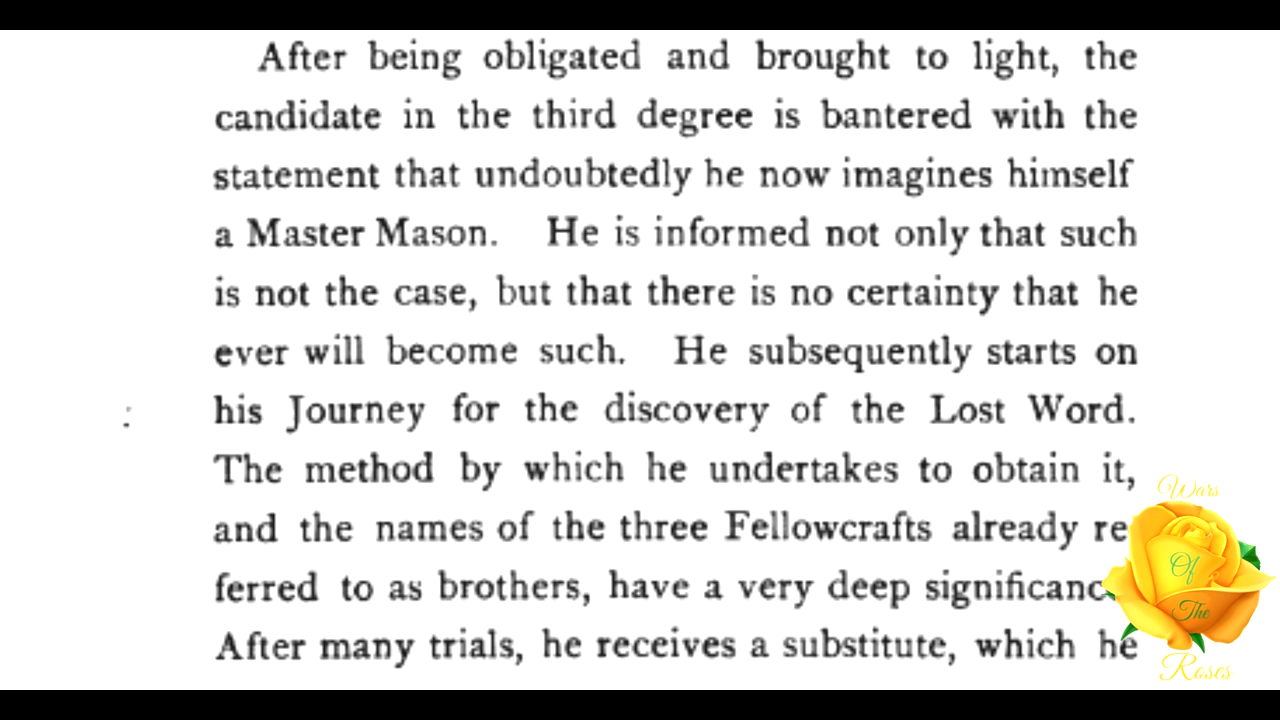 After being obligated and brought to light, the
candidate in the third degree is bantered with the
statement that undoubtedly he now imagines himself
a Master Mason. He is informed not only that such
is not the case, but that there is no certainty that he
ever will become such. He subsequently starts on
his Journey for the discovery of the Lost Word.
The method by which he undertakes to obtain it,
and the names of the three Fellowcrafts already re
ferred to as brothers, have a very deep significanc
After many trials, he receives a substitute, which he
Wars
Of
The
Roses